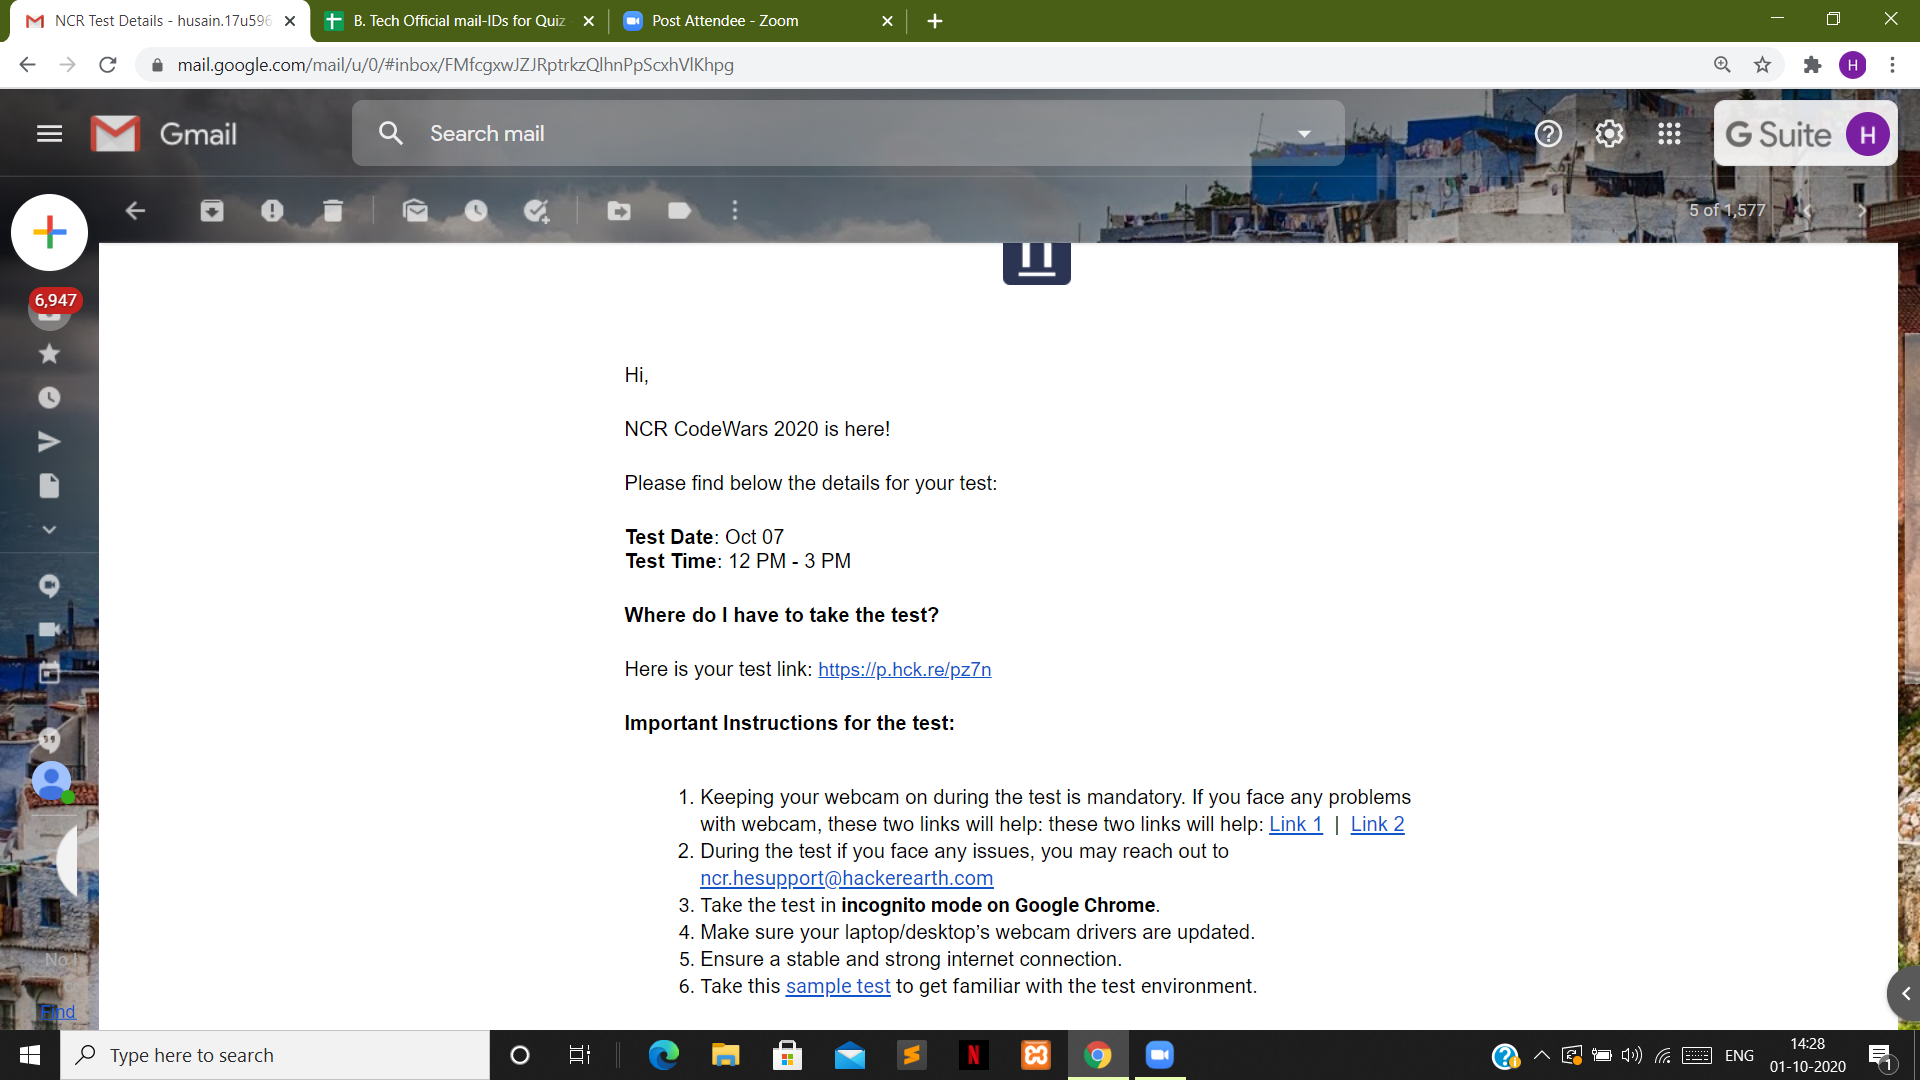 NCR Test Details - husain.17u596
B. Tech Official mail-IDs for Quiz
Post Attendee - Zoom
mail.google.com/mail/u/0/#inbox/FMfcgxwJZJRptrkzQlhnPpScxhVlKhpg
H
Gmail
Search mail
G Suite
H
5 of 1,577
6,947
Hi,
NCR CodeWars 2020 is here!
Please find below the details for your test:
Test Date: Oct 07
Test Time: 12 PM - 3 PM
Where do I have to take the test?
Here is your test link: https://p.hck.re/pz7n
Important Instructions for the test:
1. Keeping your webcam on during the test is mandatory. If you face any problems
with webcam, these two links will help: these two links will help: Link 1 | Link 2
2. During the test if you face any issues, you may reach out to
ncr.hesupport@hackerearth.com
3. Take the test in incognito mode on Google Chrome.
4. Make sure your laptop/desktop’s webcam drivers are updated.
5. Ensure a stable and strong internet connection.
6. Take this sample test to get familiar with the test environment.
No
Find
Type here to search
ENG
14:28
01-10-2020
1